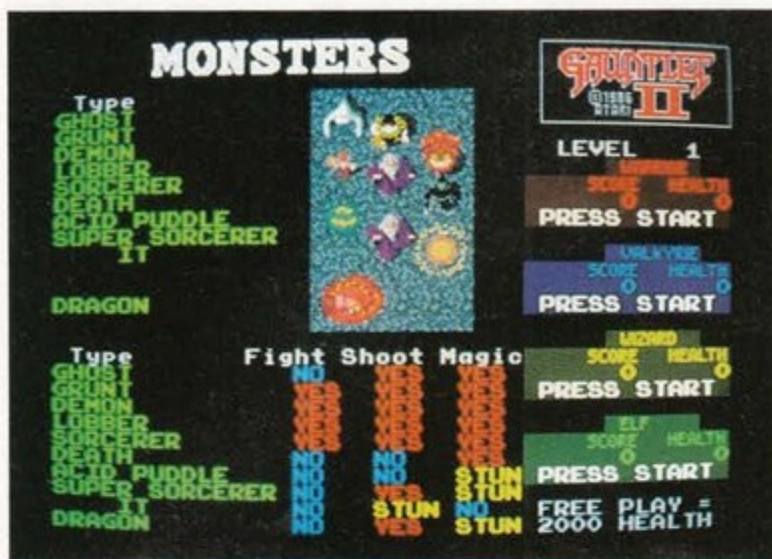 MONSTERS
Type
GHOST
GRUNT
DEMON
LOBBER
SORCERER
DEATH
ACID PUDDLE
SUPER SORCERER
IT
DRAGON
Type Fight Shoot Magic
GHOST NO YES YES
GRUNT YES YES YES
DEMON YES YES YES
LOBBER YES YES YES
SORCERER YES YES YES
DEATH NO NO YES
ACID PUDDLE NO NO STUN
SUPER SORCERER NO YES STUN
IT NO STUN NO
DRAGON NO YES STUN
GAUNTLET
©1986
ATARI II
LEVEL 1
WARRIOR
SCORE HEALTH
0 0
PRESS START
VALKYRIE
SCORE HEALTH
0 0
PRESS START
WIZARD
SCORE HEALTH
0 0
PRESS START
ELF
SCORE HEALTH
0 0
PRESS START
FREE PLAY =
2000 HEALTH